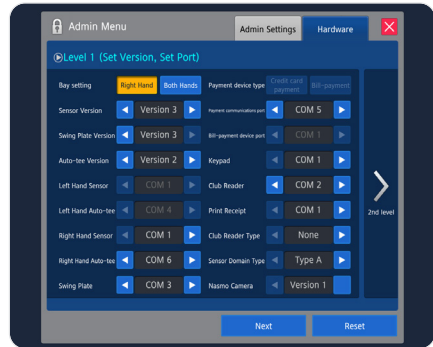 Admin Menu
Admin Settings
Hardware
Level 1 (Set Version, Set Port)
Bay setting
Right Hand
Both Hands
Payment device type
Credit card
payment
Bill-payment
Sensor Version
Version 3
Payment communications port
COM 5
Swing Plate Version
Version 3
Bill-payment device port
COM 1
Auto-tee Version
Version 2
Keypad
COM 1
Left Hand Sensor
COM 1
Club Reader
COM 2
Left Hand Auto-tee
COM 4
Print Receipt
COM 1
Right Hand Sensor
COM 1
Club Reader Type
None
Right Hand Auto-tee
COM 6
Sensor Domain Type
Type A
Swing Plate
COM 3
Nasmo Camera
Version 1
2nd level
Next
Reset